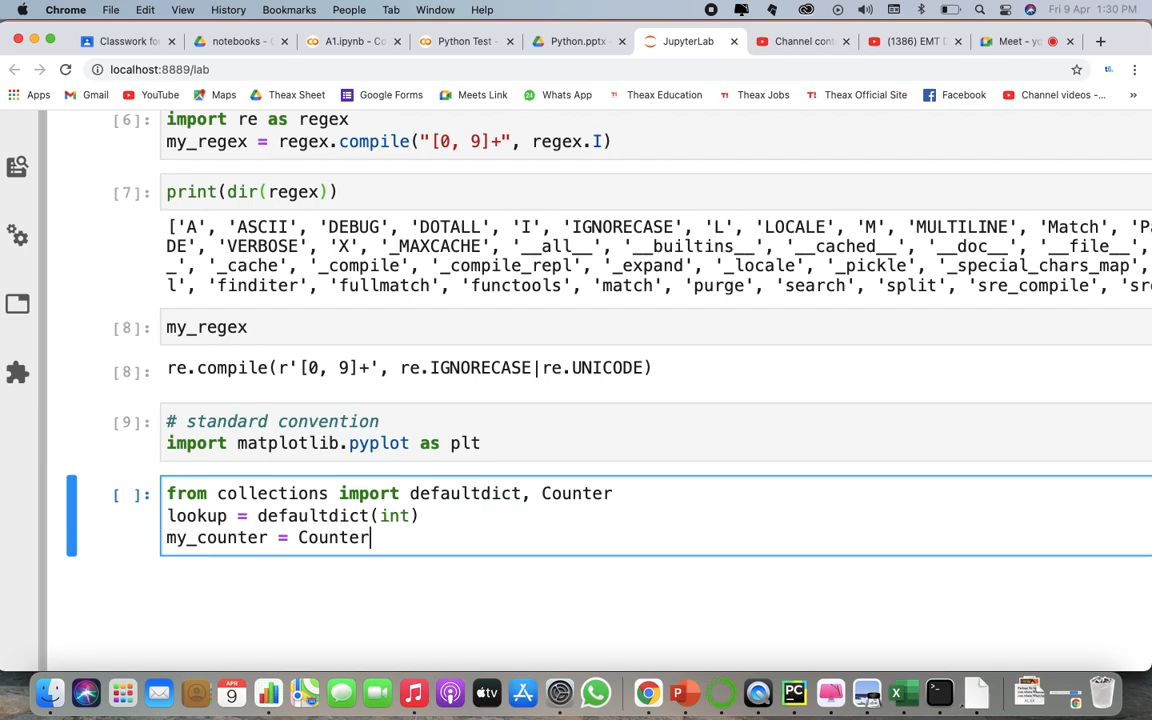 Chrome File Edit View History Bookmarks People Tab Window Help Fri 9 Apr 1:30 PM
Classwork fo notebooks - A1.ipynb - Co Python Test - Python.pptx - JupyterLab Channel cont (1386) EMT Meet - yq
localhost:8889/lab
Apps Gmail YouTube Maps Theax Sheet Google Forms Meets Link Whats App Theax Education Theax Jobs Theax Official Site Facebook Channel videos -... »
[6]: import re as regex
my_regex = regex.compile("[0, 9]+", regex.I)
[7]: print(dir(regex))
['A', 'ASCII', 'DEBUG', 'DOTALL', 'I', 'IGNORECASE', 'L', 'LOCALE', 'M', 'MULTILINE', 'Match', 'Pa
DE', 'VERBOSE', 'X', '_MAXCACHE', '__all__', '__builtins__', '__cached__', '__doc__', '__file__',
_', '_cache', '_compile', '_compile_repl', '_expand', '_locale', '_pickle', '_special_chars_map',
l', 'finditer', 'fullmatch', 'functools', 'match', 'purge', 'search', 'split', 'sre_compile', 'sre
[8]: my_regex
[8]: re.compile(r'[0, 9]+', re.IGNORECASE|re.UNICODE)
[9]: # standard convention
import matplotlib.pyplot as plt
[ ]: from collections import defaultdict, Counter
lookup = defaultdict(int)
my_counter = Counter